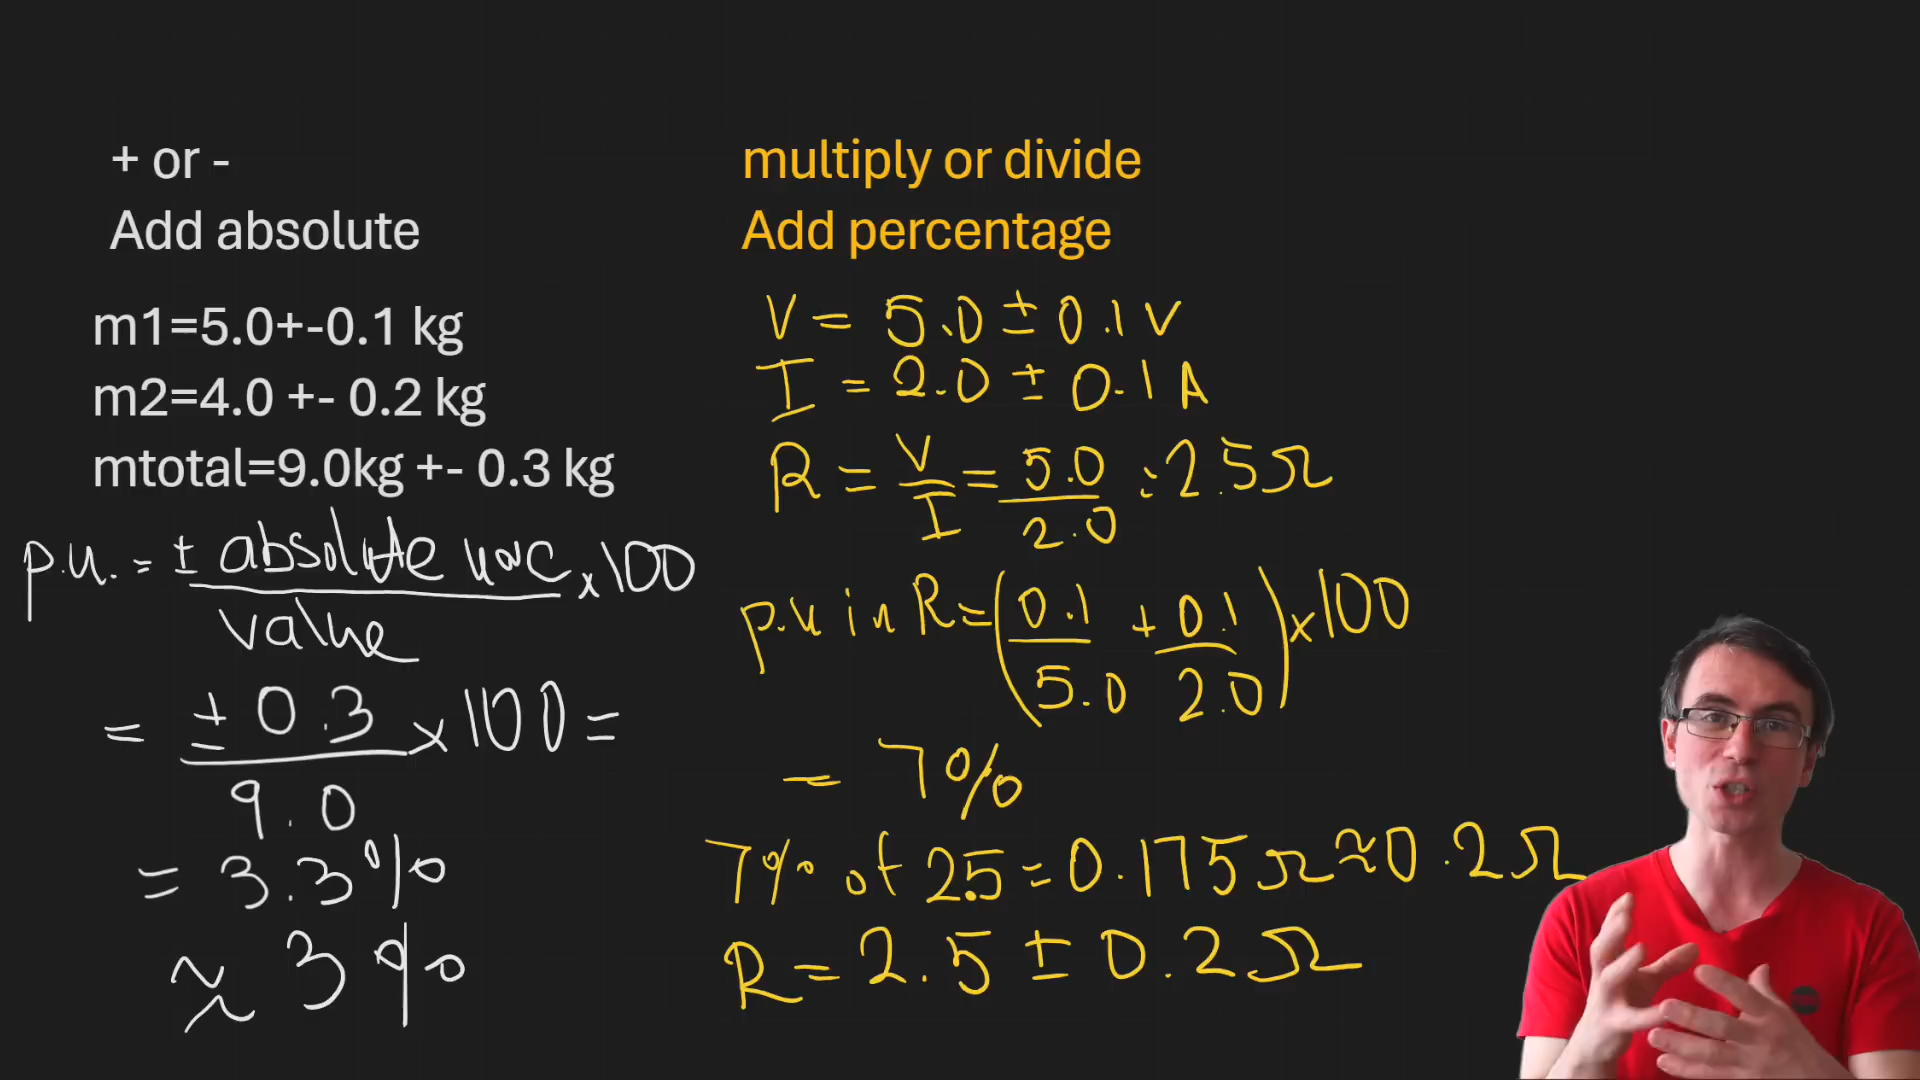 + or -
Add absolute
m1=5.0+-0.1 kg
m2=4.0 +- 0.2 kg
mtotal=9.0kg +- 0.3 kg
p.u. = ± absolute unc × 100
value
= ± 0.3 × 100 =
9.0
= 3.3%
≈ 3%
multiply or divide
Add percentage
V = 5.0 ± 0.1 V
I = 2.0 ± 0.1 A
R = V/I = 5.0/2.0 = 2.5Ω
p.u in R = (0.1/5.0 + 0.1/2.0) × 100
= 7%
7% of 2.5 = 0.175Ω ≈ 0.2Ω
R = 2.5 ± 0.2Ω